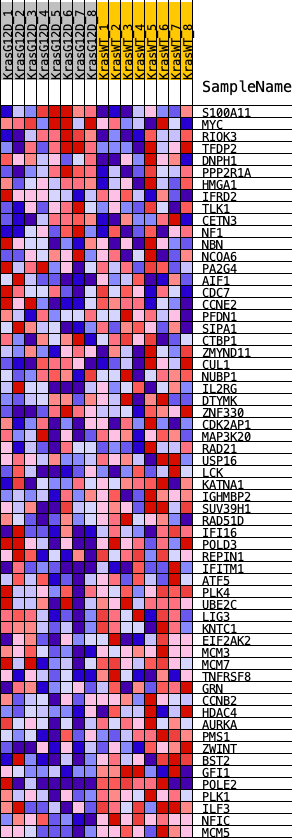 KrasG12D_1
KrasG12D_2
KrasG12D_3
KrasG12D_4
KrasG12D_5
KrasG12D_6
KrasG12D_7
KrasG12D_8
KrasWT_1
KrasWT_2
KrasWT_3
KrasWT_4
KrasWT_5
KrasWT_6
KrasWT_7
KrasWT_8
SampleName
S100A11
MYC
RIOK3
TFDP2
DNPH1
PPP2R1A
HMGA1
IFRD2
TLK1
CETN3
NF1
NBN
NCOA6
PA2G4
AIF1
CDC7
CCNE2
PFDN1
SIPA1
CTBP1
ZMYND11
CUL1
NUBP1
IL2RG
DTYMK
ZNF330
CDK2AP1
MAP3K20
RAD21
USP16
LCK
KATNA1
IGHMBP2
SUV39H1
RAD51D
IFI16
POLD3
REPIN1
IFITM1
ATF5
PLK4
UBE2C
LIG3
KNTC1
EIF2AK2
MCM3
MCM7
TNFRSF8
GRN
CCNB2
HDAC4
AURKA
PMS1
ZWINT
BST2
GFI1
POLE2
PLK1
ILF3
NFIC
MCM5